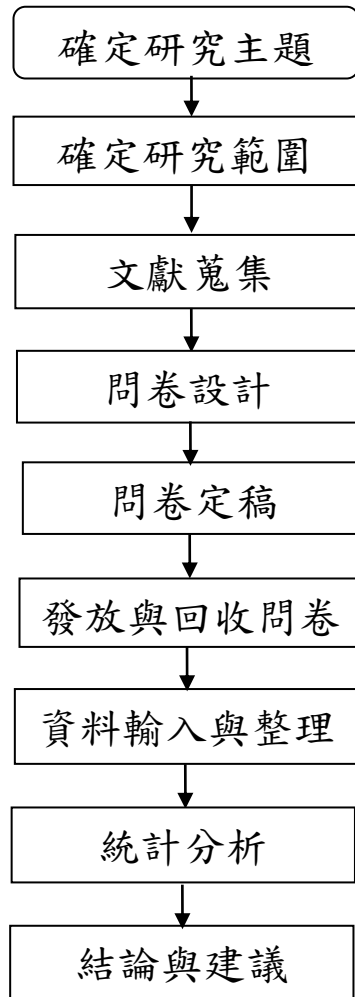 確定研究主題
確定研究範圍
文獻蒐集
問卷設計
問卷定稿
發放與回收問卷
資料輸入與整理
統計分析
結論與建議